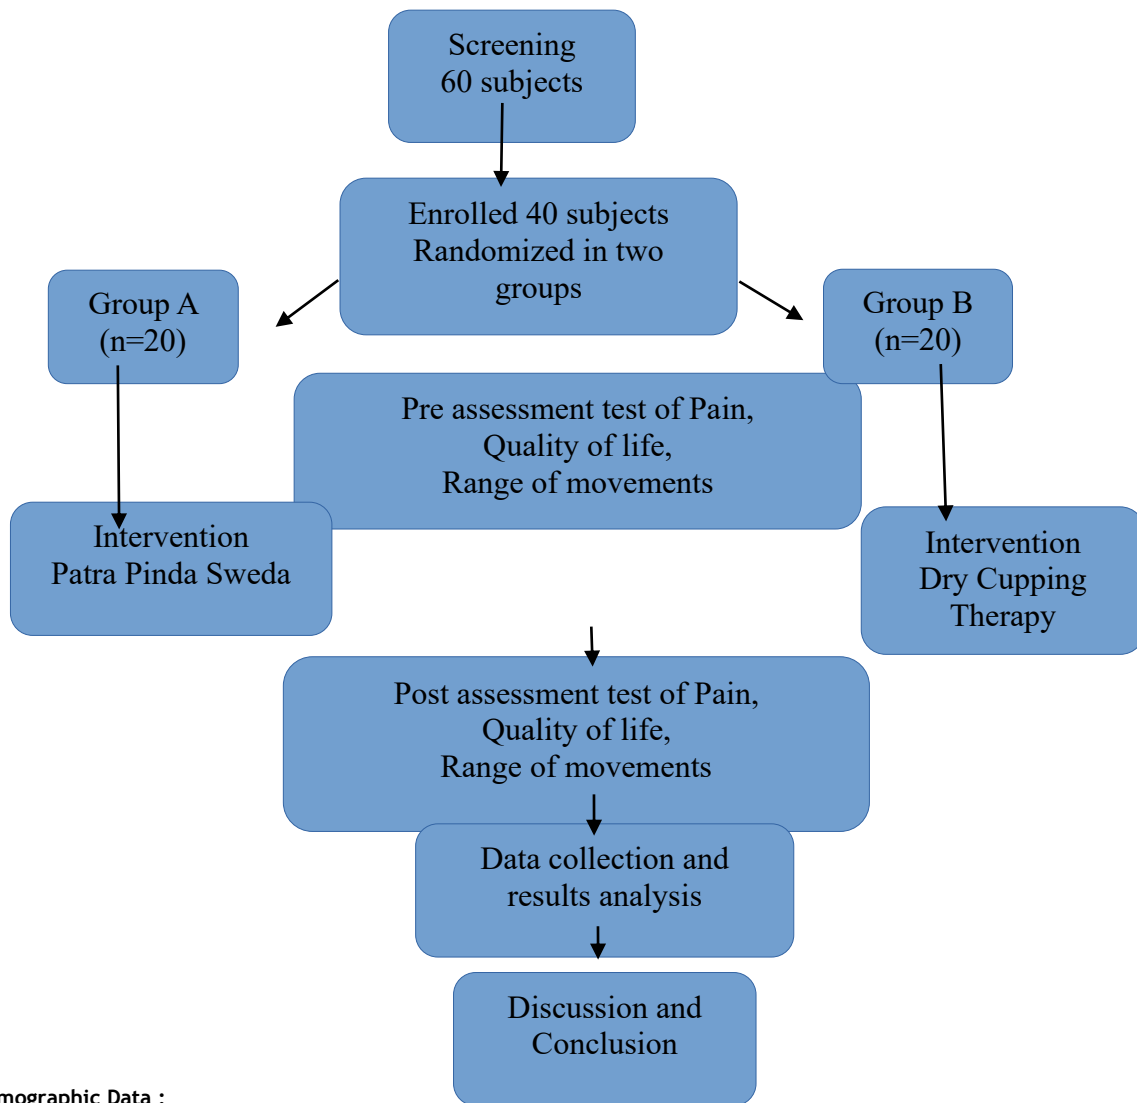 Screening
60 subjects
Enrolled 40 subjects
Randomized in two
groups
Group A
(n=20)
Group B
(n=20)
Pre assessment test of Pain,
Quality of life,
Range of movements
Intervention
Patra Pinda Sweda
Intervention
Dry Cupping
Therapy
Post assessment test of Pain,
Quality of life,
Range of movements
Data collection and
results analysis
Discussion and
Conclusion
mographic Data :